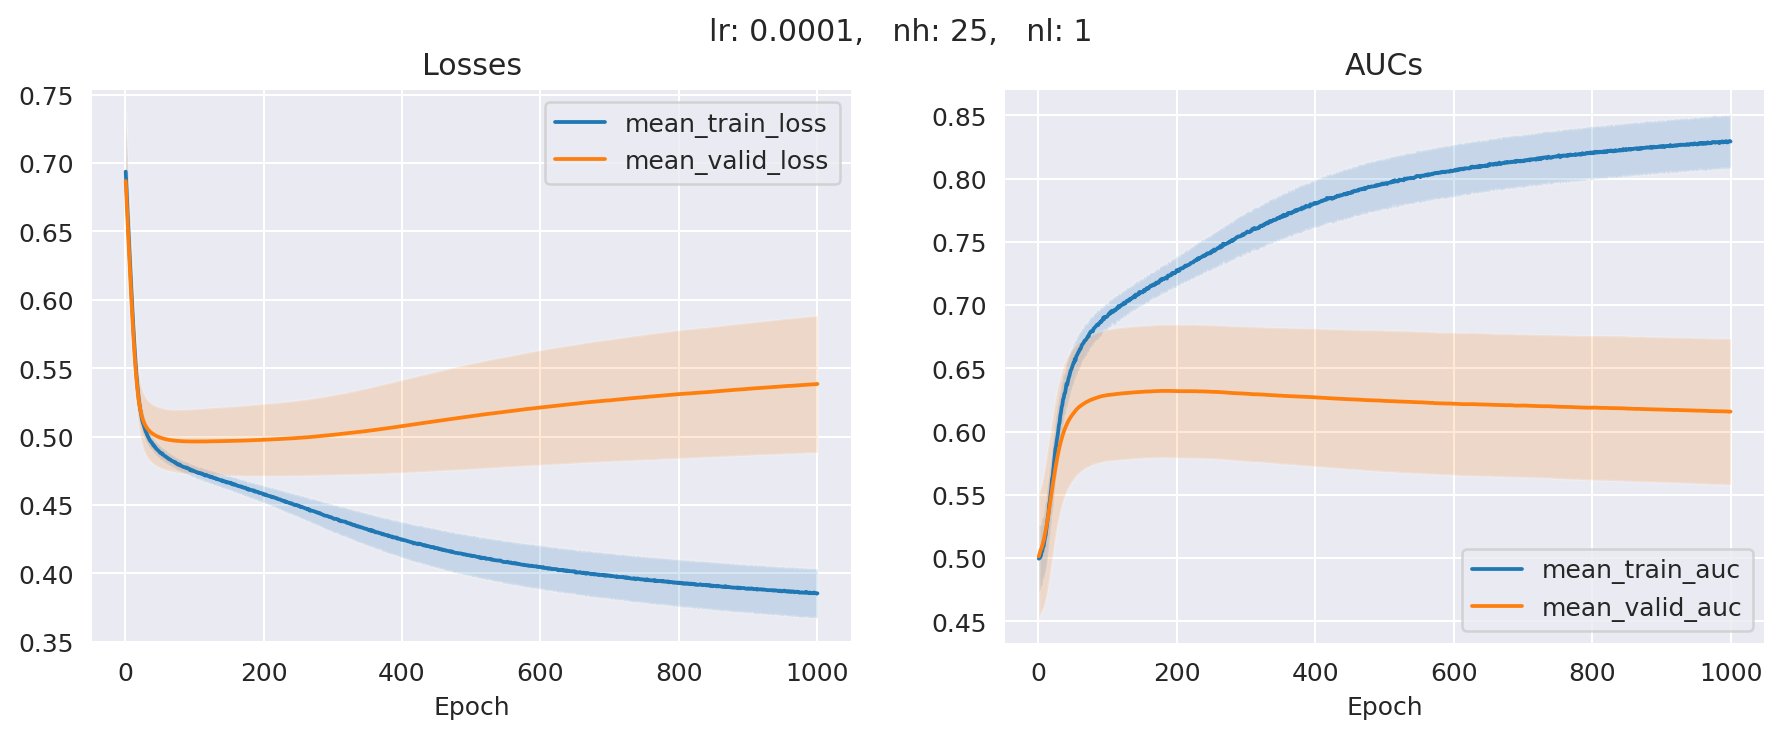 lr: 0.0001,   nh: 25,   nl: 1
Losses
0.75
0.70
0.65
0.60
0.55
0.50
0.45
0.40
0.35
mean_train_loss
mean_valid_loss
0 200 400 600 800 1000
Epoch
AUCs
0.85
0.80
0.75
0.70
0.65
0.60
0.55
0.50
0.45
mean_train_auc
mean_valid_auc
0 200 400 600 800 1000
Epoch